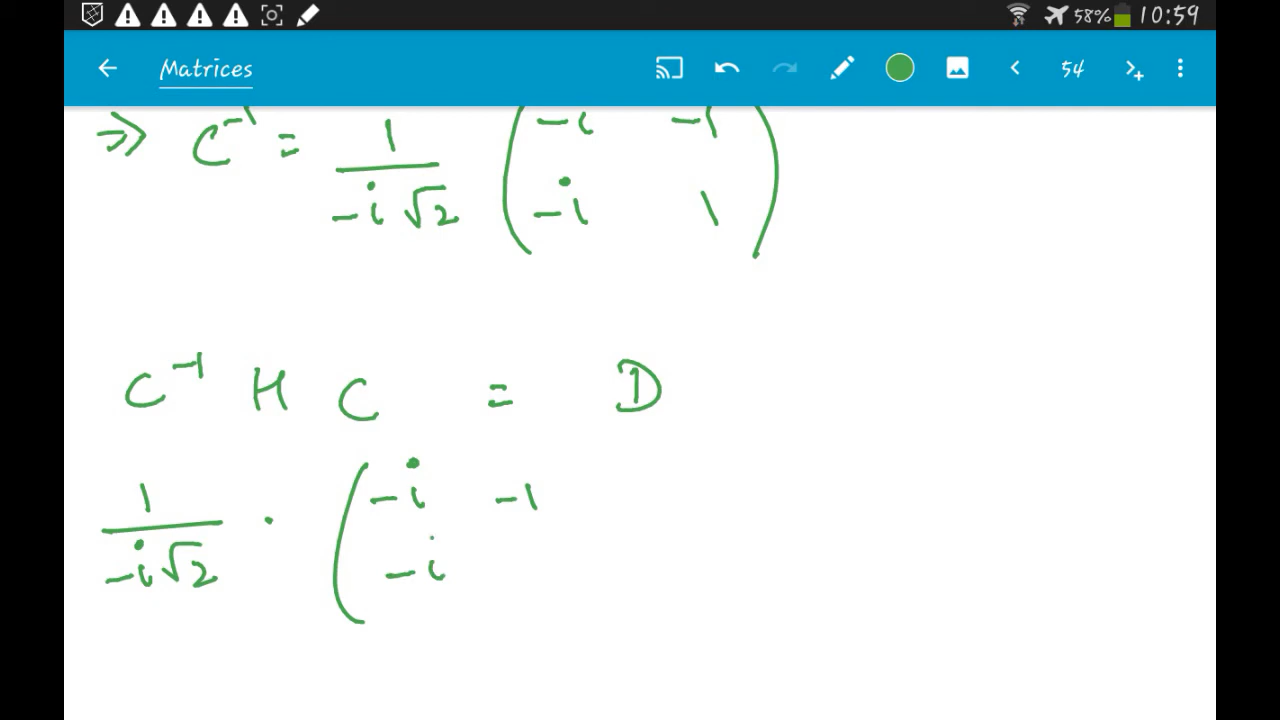 58% 10:59
Matrices 54
⇒ C⁻¹ = 1/(-i√2) ( -i -1
-i 1 )
C⁻¹ H C = D
1/(-i√2) · ( -i -1
-i